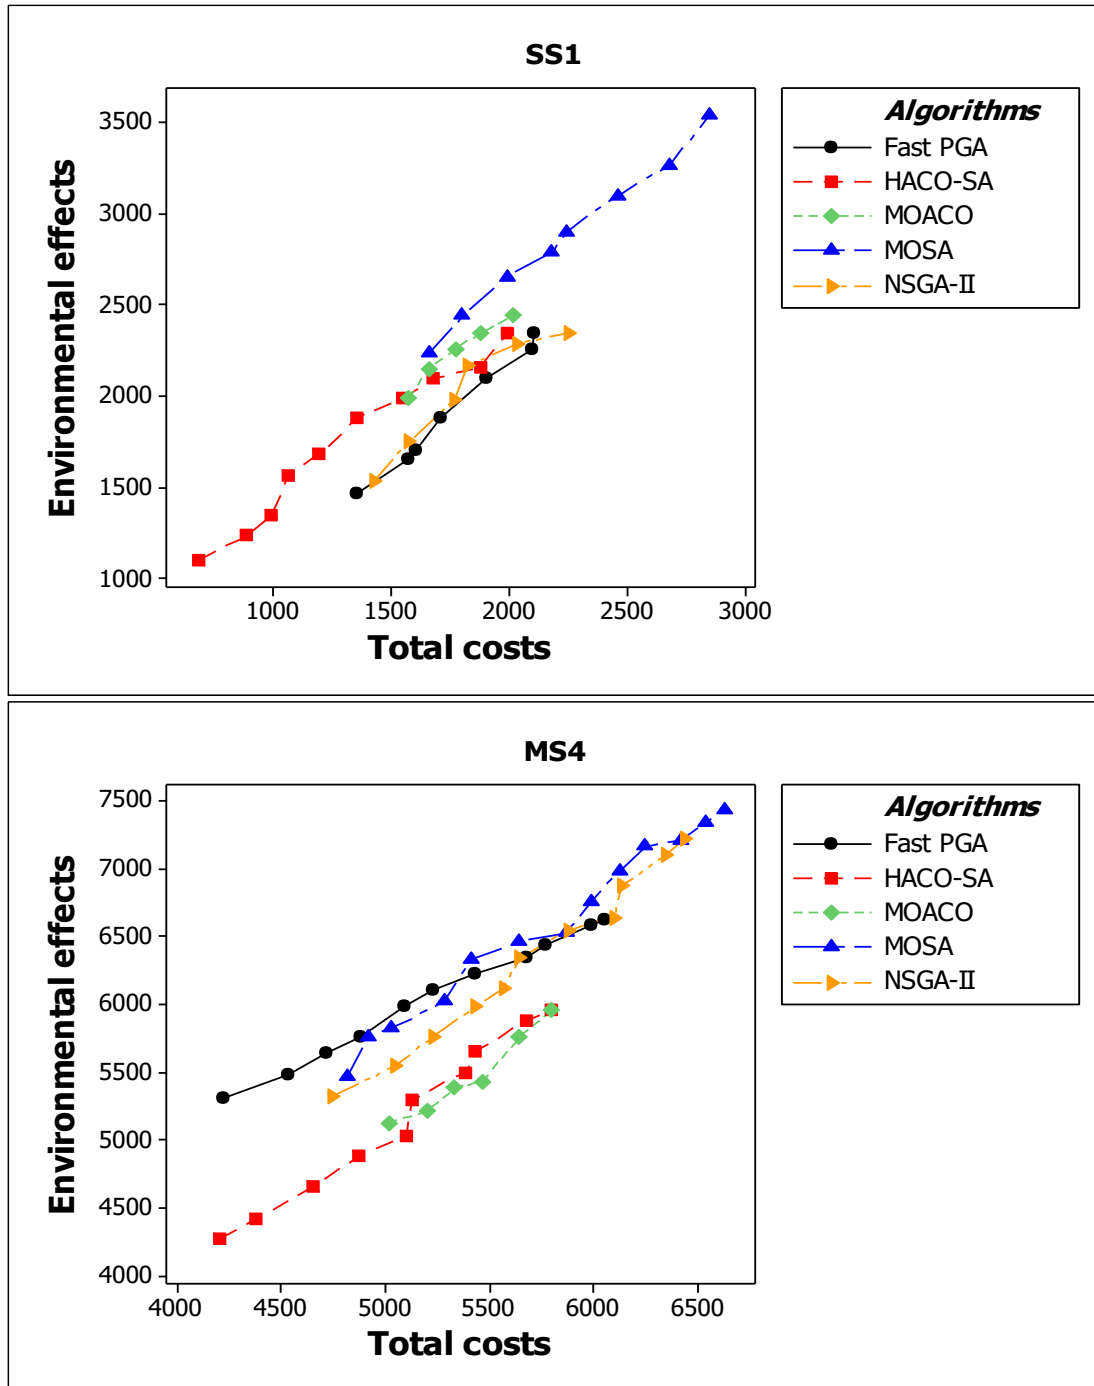 SS1
Environmental effects
3500
3000
2500
2000
1500
1000
1000 1500 2000 2500 3000
Total costs
Algorithms
Fast PGA
HACO-SA
MOACO
MOSA
NSGA-II
MS4
Environmental effects
7500
7000
6500
6000
5500
5000
4500
4000
4000 4500 5000 5500 6000 6500
Total costs
Algorithms
Fast PGA
HACO-SA
MOACO
MOSA
NSGA-II